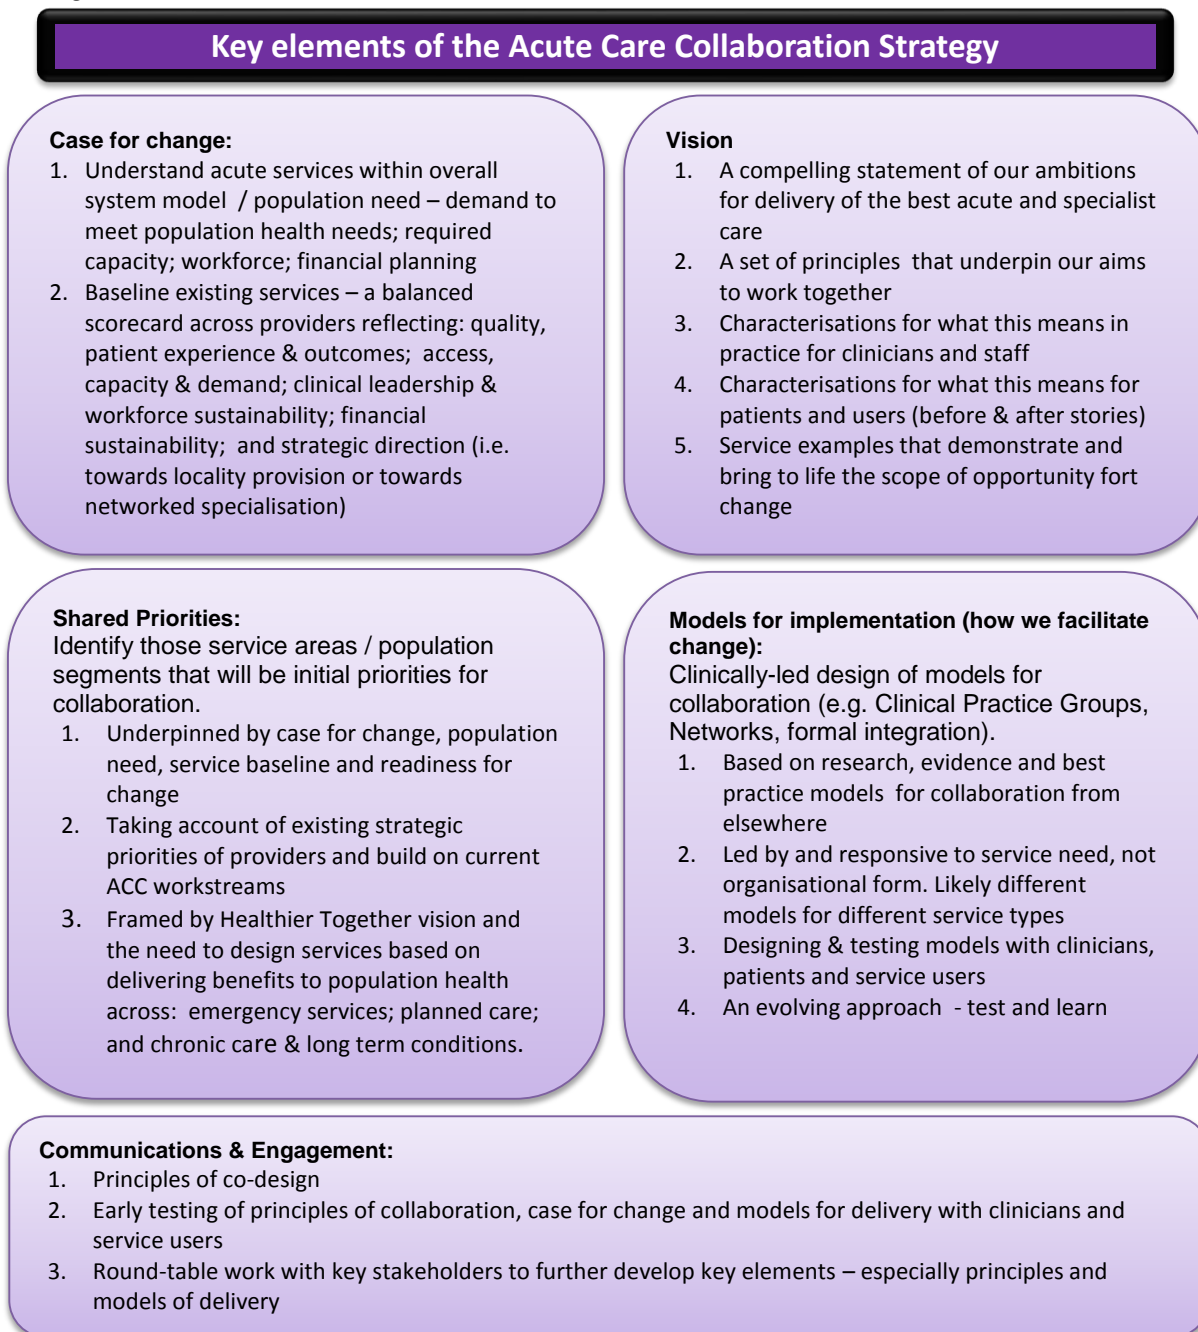 Key elements of the Acute Care Collaboration Strategy
Case for change:
1. Understand acute services within overall
system model / population need – demand to
meet population health needs; required
capacity; workforce; financial planning
2. Baseline existing services – a balanced
scorecard across providers reflecting: quality,
patient experience & outcomes; access,
capacity & demand; clinical leadership &
workforce sustainability; financial
sustainability; and strategic direction (i.e.
towards locality provision or towards
networked specialisation)
Vision
1. A compelling statement of our ambitions
for delivery of the best acute and specialist
care
2. A set of principles that underpin our aims
to work together
3. Characterisations for what this means in
practice for clinicians and staff
4. Characterisations for what this means for
patients and users (before & after stories)
5. Service examples that demonstrate and
bring to life the scope of opportunity fort
change
Shared Priorities:
Identify those service areas / population
segments that will be initial priorities for
collaboration.
1. Underpinned by case for change, population
need, service baseline and readiness for
change
2. Taking account of existing strategic
priorities of providers and build on current
ACC workstreams
3. Framed by Healthier Together vision and
the need to design services based on
delivering benefits to population health
across: emergency services; planned care;
and chronic care & long term conditions.
Models for implementation (how we facilitate
change):
Clinically-led design of models for
collaboration (e.g. Clinical Practice Groups,
Networks, formal integration).
1. Based on research, evidence and best
practice models for collaboration from
elsewhere
2. Led by and responsive to service need, not
organisational form. Likely different
models for different service types
3. Designing & testing models with clinicians,
patients and service users
4. An evolving approach - test and learn
Communications & Engagement:
1. Principles of co-design
2. Early testing of principles of collaboration, case for change and models for delivery with clinicians and
service users
3. Round-table work with key stakeholders to further develop key elements – especially principles and
models of delivery